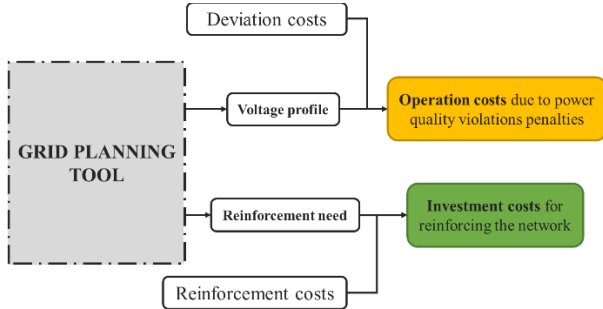 Deviation costs
GRID PLANNING
TOOL
Voltage profile
Operation costs due to power
quality violations penalties
Reinforcement need
Investment costs for
reinforcing the network
Reinforcement costs